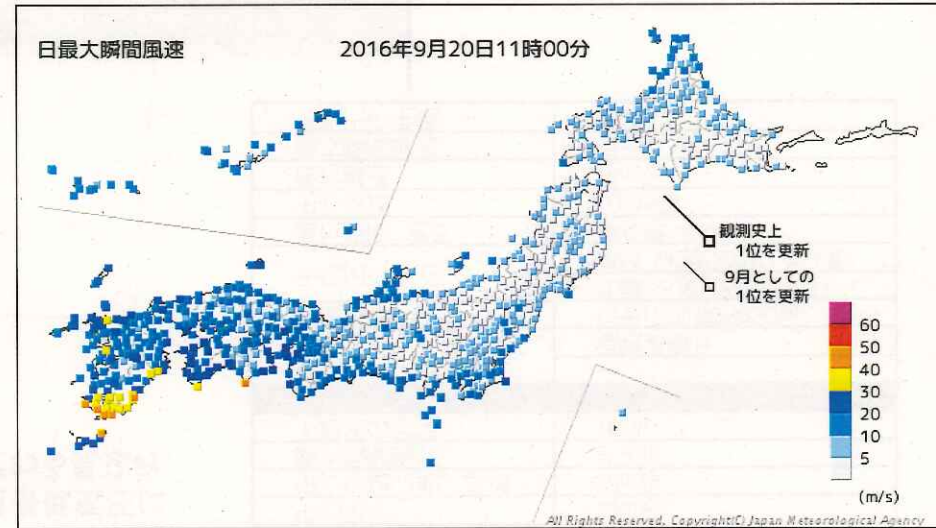 日最大瞬間風速
2016年9月20日11時00分
観測史上
1位を更新
9月としての
1位を更新
60
50
40
30
20
10
5
(m/s)
All Rights Reserved, Copyright(C) Japan Meteorological Agency